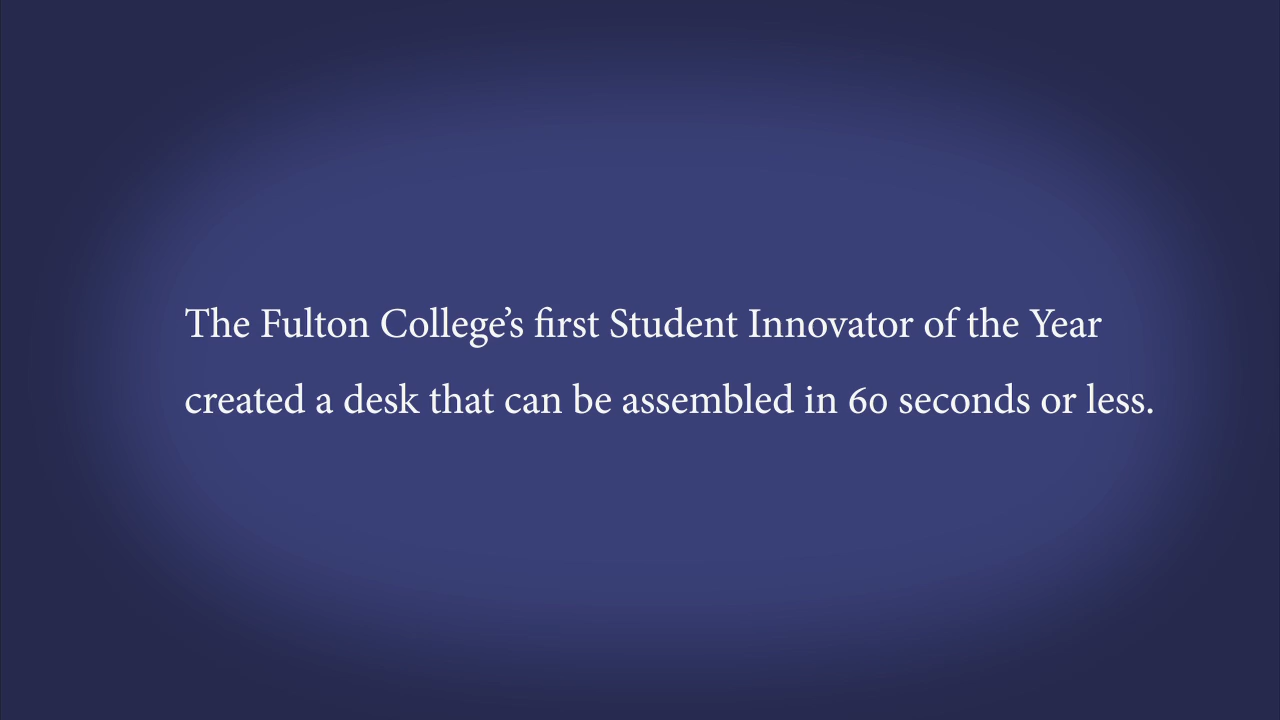 The Fulton College’s first Student Innovator of the Year
created a desk that can be assembled in 60 seconds or less.